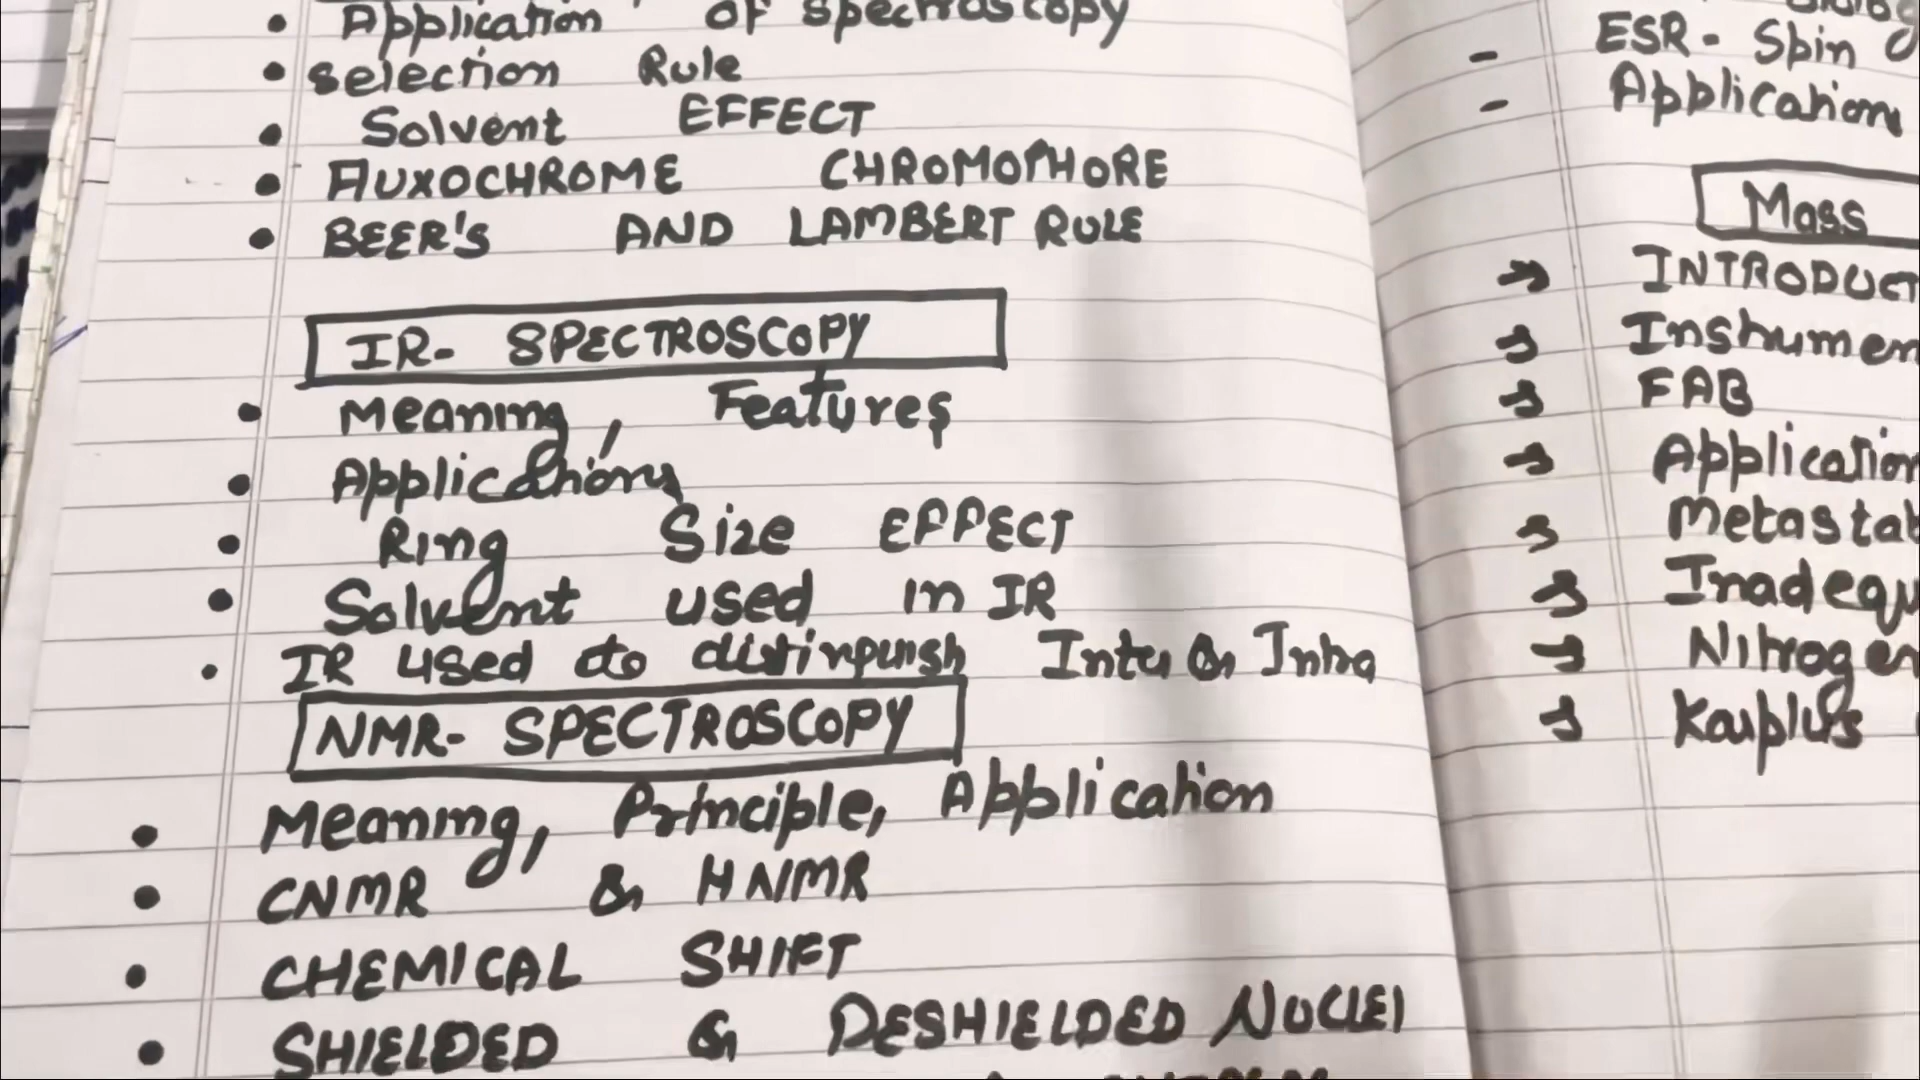 Application of Spectroscopy
Selection Rule
Solvent EFFECT
AUXOCHROME CHROMOPHORE
BEER'S AND LAMBERT RULE
IR- SPECTROSCOPY
Meaning, Features
Applications
Ring Size EFFECT
Solvent used in IR
IR used to distinguish Inter & Intra
NMR- SPECTROSCOPY
Meaning, Principle, Application
CNMR & HNMR
CHEMICAL SHIFT
SHIELDED & DESHIELDED NUCLEI
- ESR - Spin
- Application
Mass
→ INTRODUCT
→ Instrumen
→ FAB
→ Application
→ Metastab
→ Inadequ
→ Nitrogen
→ Karplus